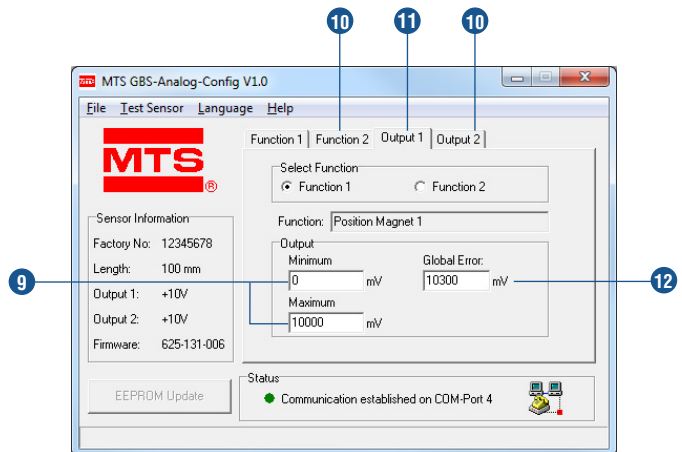 10 11 10
MTS GBS-Analog-Config V1.0
File Test Sensor Language Help
Function 1 Function 2 Output 1 Output 2
MTS®
Select Function
Function 1 Function 2
Function: Position Magnet 1
Sensor Information
Factory No: 12345678
Length: 100 mm
Output 1: +10V
Output 2: +10V
Firmware: 625-131-006
Output
Minimum Global Error:
9 0 mV 10300 mV 12
Maximum
10000 mV
EEPROM Update
Status
Communication established on COM-Port 4